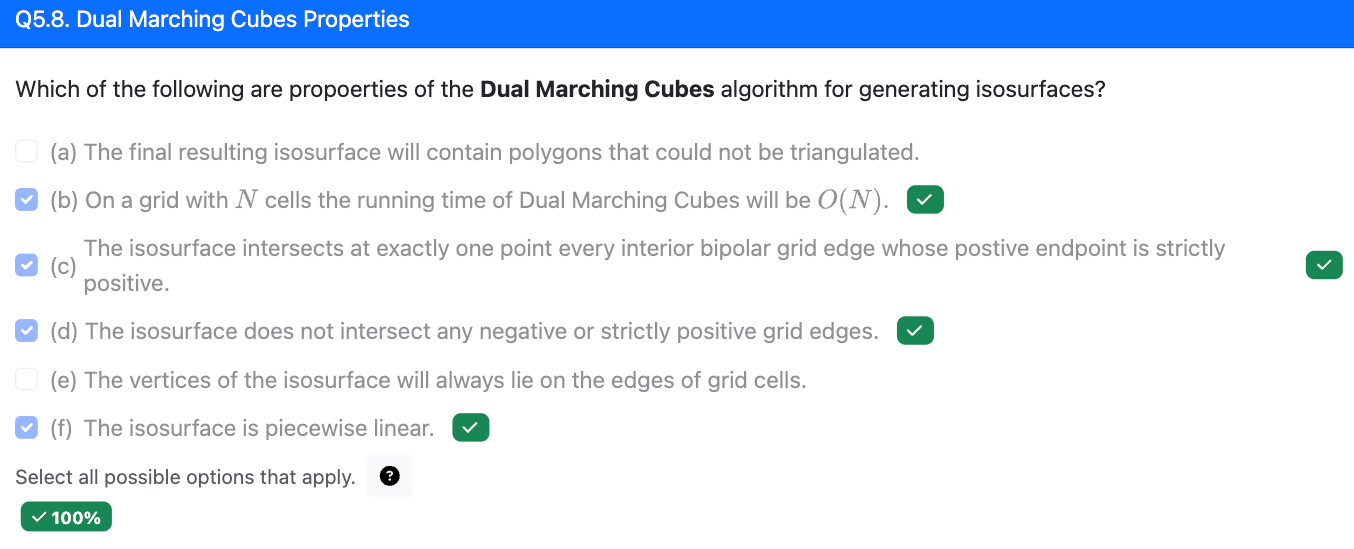 Q5.8. Dual Marching Cubes Properties
Which of the following are propoerties of the Dual Marching Cubes algorithm for generating isosurfaces?
(a) The final resulting isosurface will contain polygons that could not be triangulated.
(b) On a grid with N cells the running time of Dual Marching Cubes will be O(N).
(c) The isosurface intersects at exactly one point every interior bipolar grid edge whose postive endpoint is strictly
positive.
(d) The isosurface does not intersect any negative or strictly positive grid edges.
(e) The vertices of the isosurface will always lie on the edges of grid cells.
(f) The isosurface is piecewise linear.
Select all possible options that apply. ?
100%